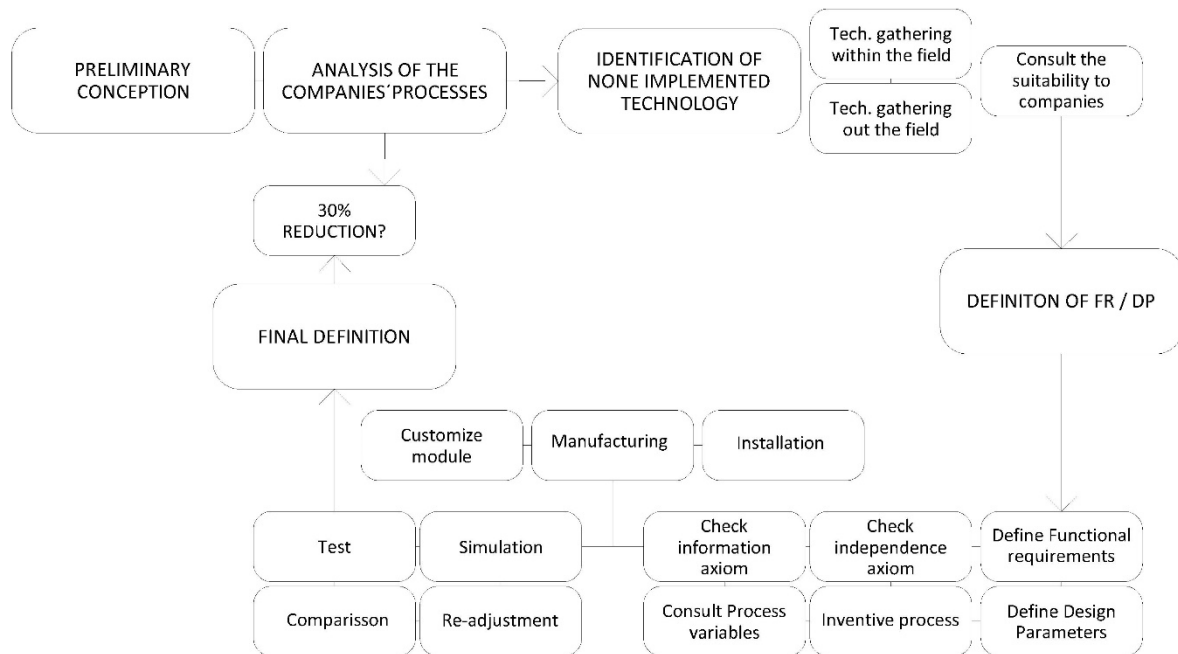 PRELIMINARY
CONCEPTION
ANALYSIS OF THE
COMPANIES´PROCESSES
IDENTIFICATION OF
NONE IMPLEMENTED
TECHNOLOGY
Tech. gathering
within the field
Tech. gathering
out the field
Consult the
suitability to
companies
30%
REDUCTION?
FINAL DEFINITION
DEFINITON OF FR / DP
Customize
module
Manufacturing
Installation
Test
Simulation
Check
information
axiom
Check
independence
axiom
Define Functional
requirements
Comparisson
Re-adjustment
Consult Process
variables
Inventive process
Define Design
Parameters